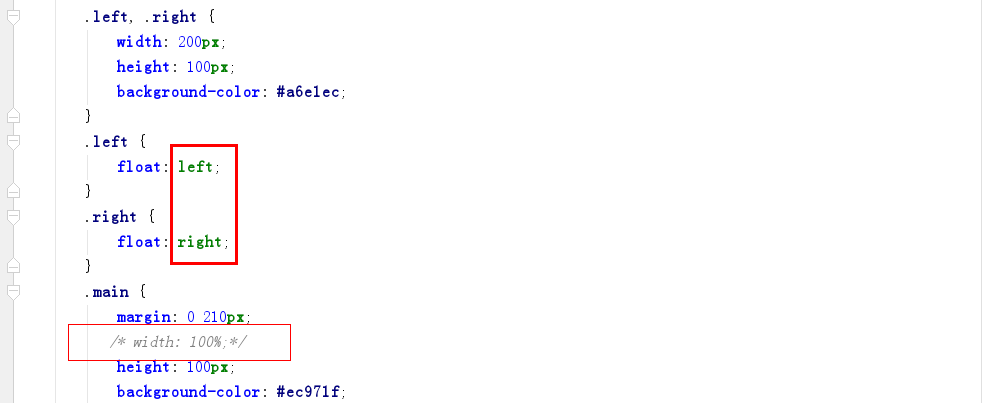 .left, .right {
width: 200px;
height: 100px;
background-color: #a6e1ec;
}
.left {
float: left;
}
.right {
float: right;
}
.main {
margin: 0 210px;
/* width: 100%;*/
height: 100px;
background-color: #ec971f;